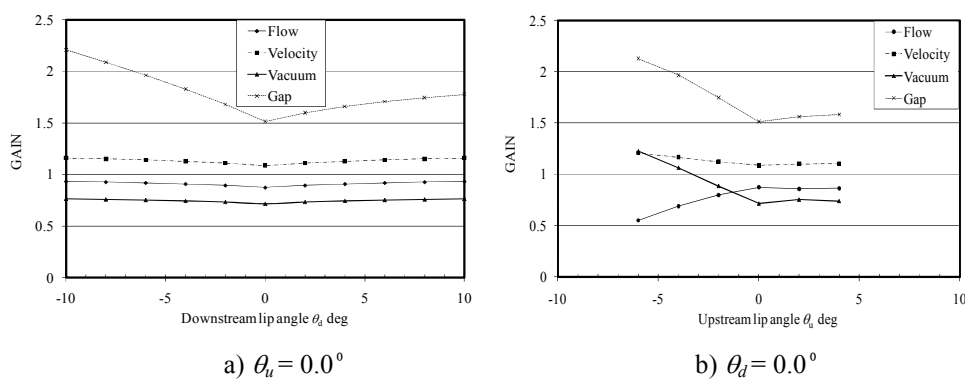 2.5
2
1.5
1
0.5
0
GAIN
-10
-5
0
5
10
Downstream lip angle θd deg
Flow
Velocity
Vacuum
Gap
a) θu = 0.0⁰
2.5
2
1.5
1
0.5
0
GAIN
-10
-5
0
5
10
Upstream lip angle θu deg
Flow
Velocity
Vacuum
Gap
b) θd = 0.0⁰